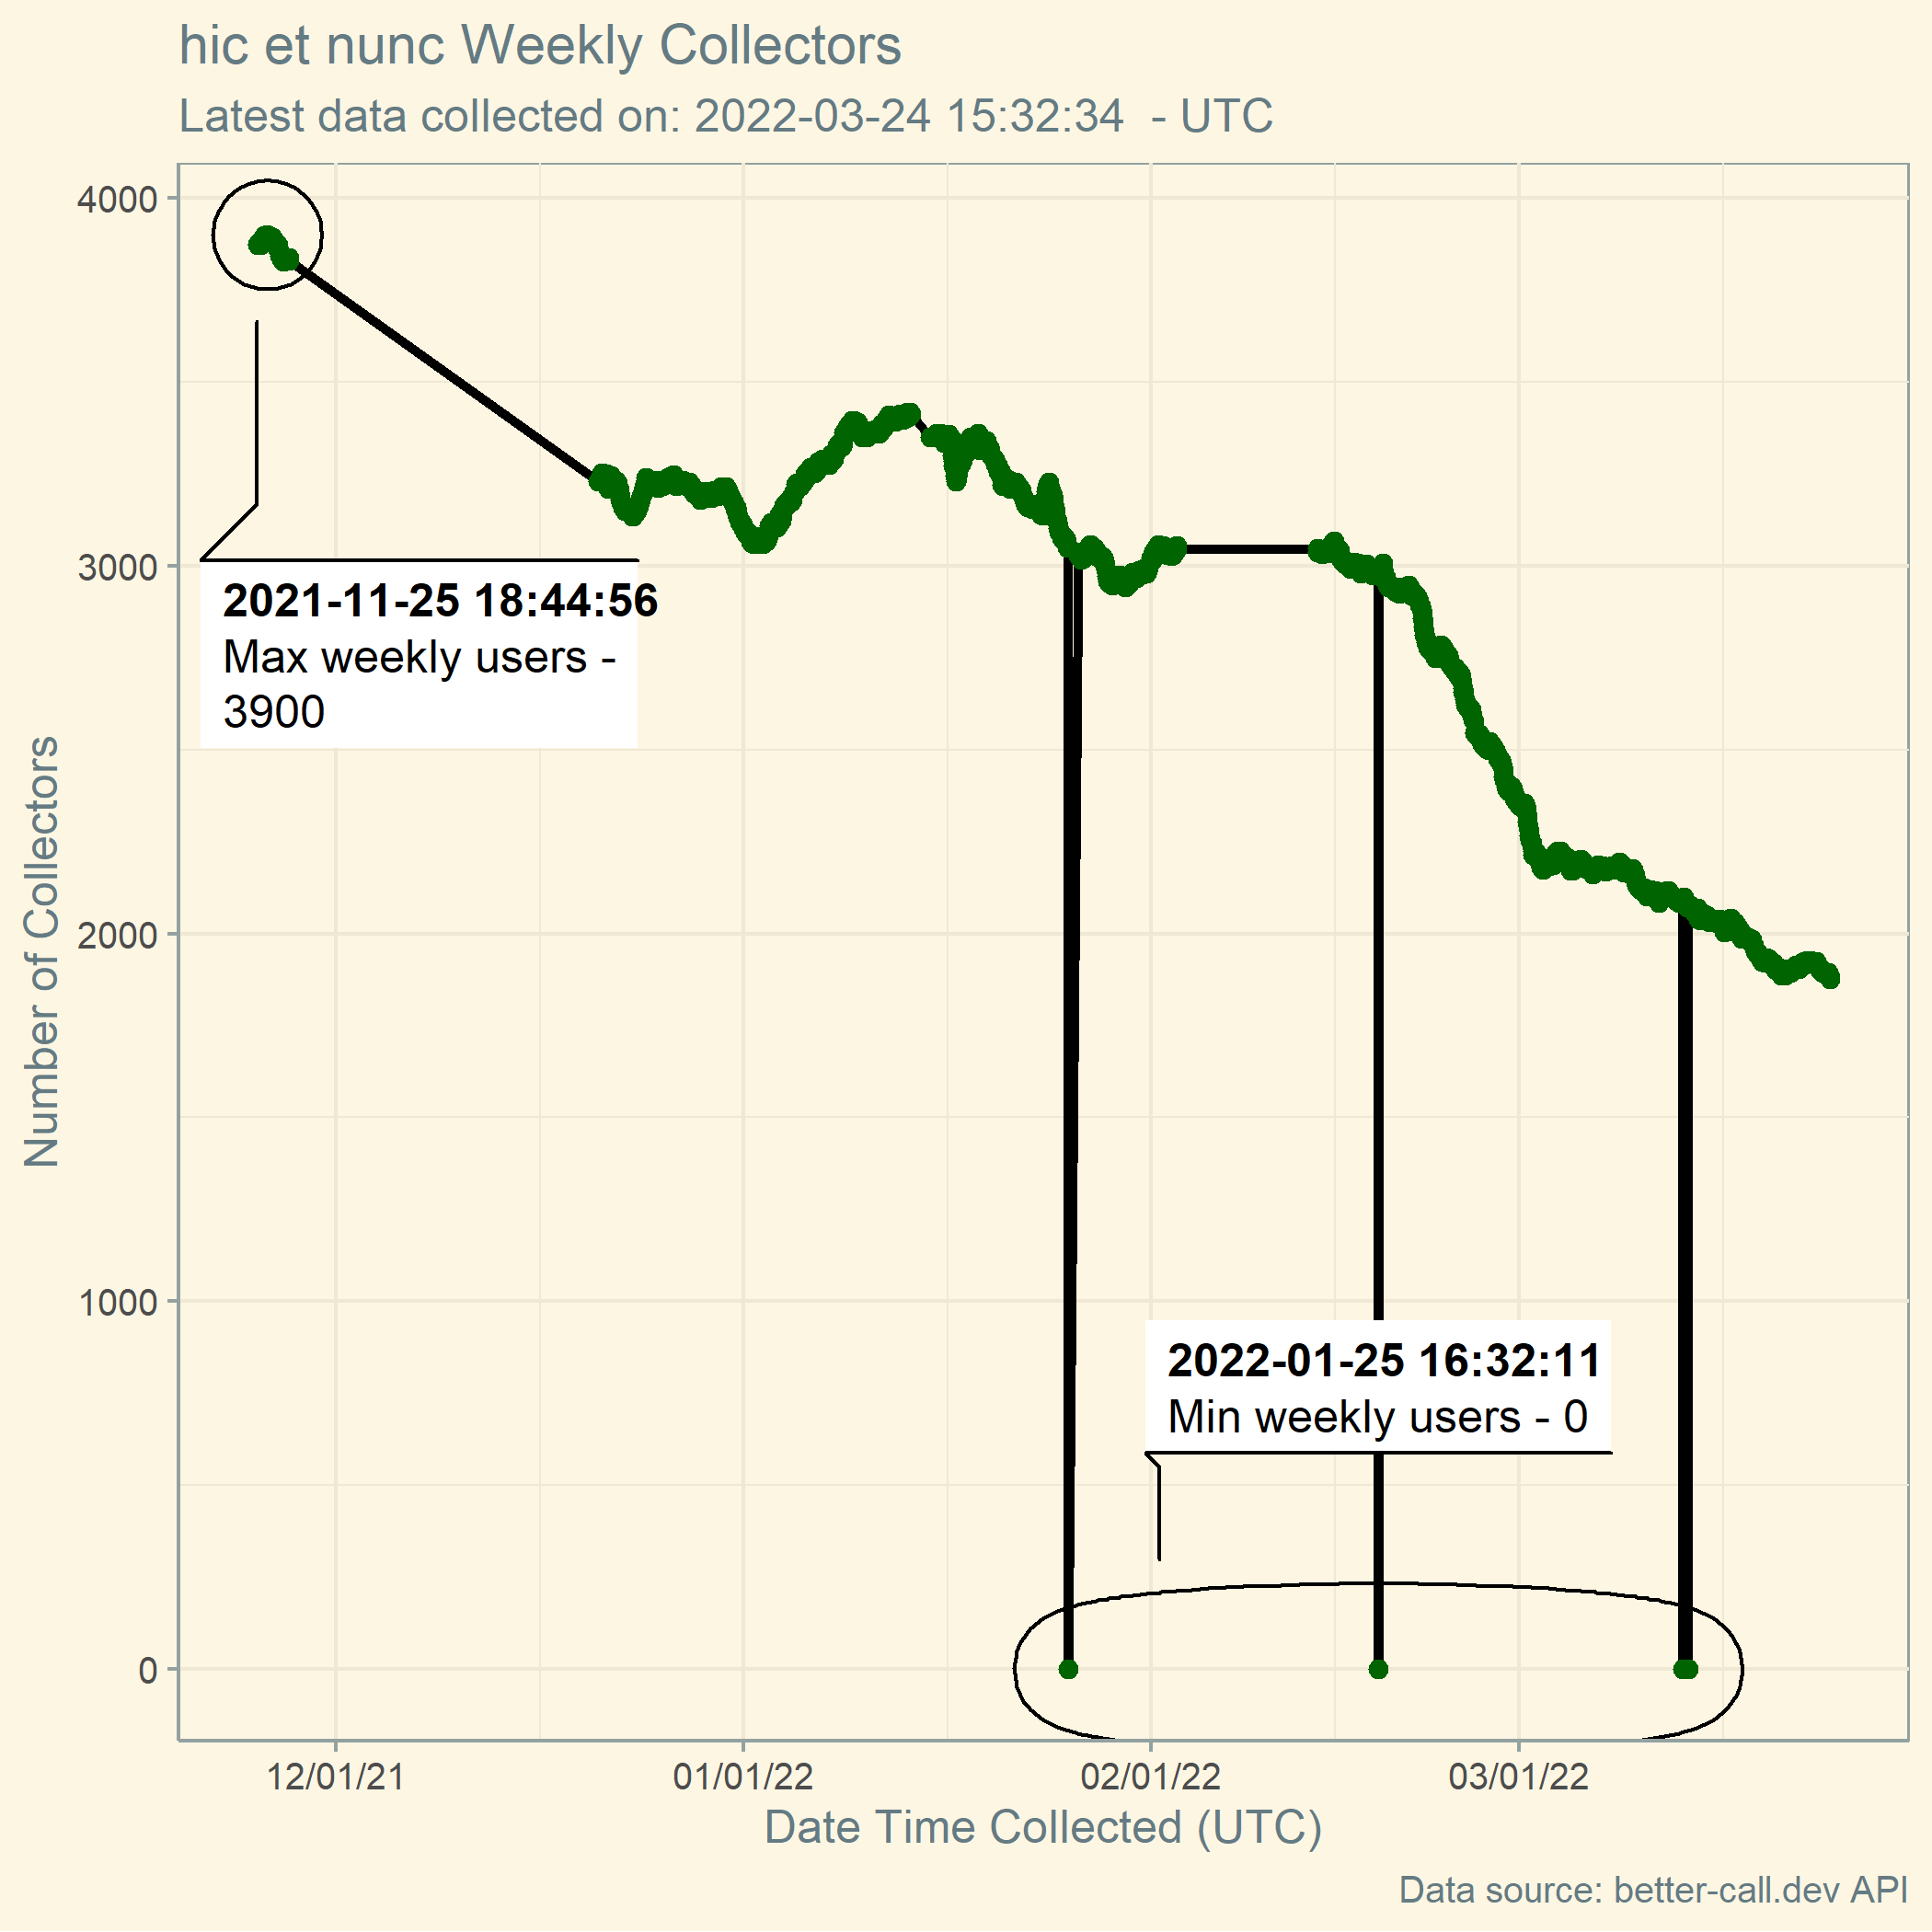 hic et nunc Weekly Collectors
Latest data collected on: 2022-03-24 15:32:34  - UTC
4000
3000
2000
1000
0
Number of Collectors
2021-11-25 18:44:56
Max weekly users -
3900
2022-01-25 16:32:11
Min weekly users - 0
12/01/21
01/01/22
02/01/22
03/01/22
Date Time Collected (UTC)
Data source: better-call.dev API